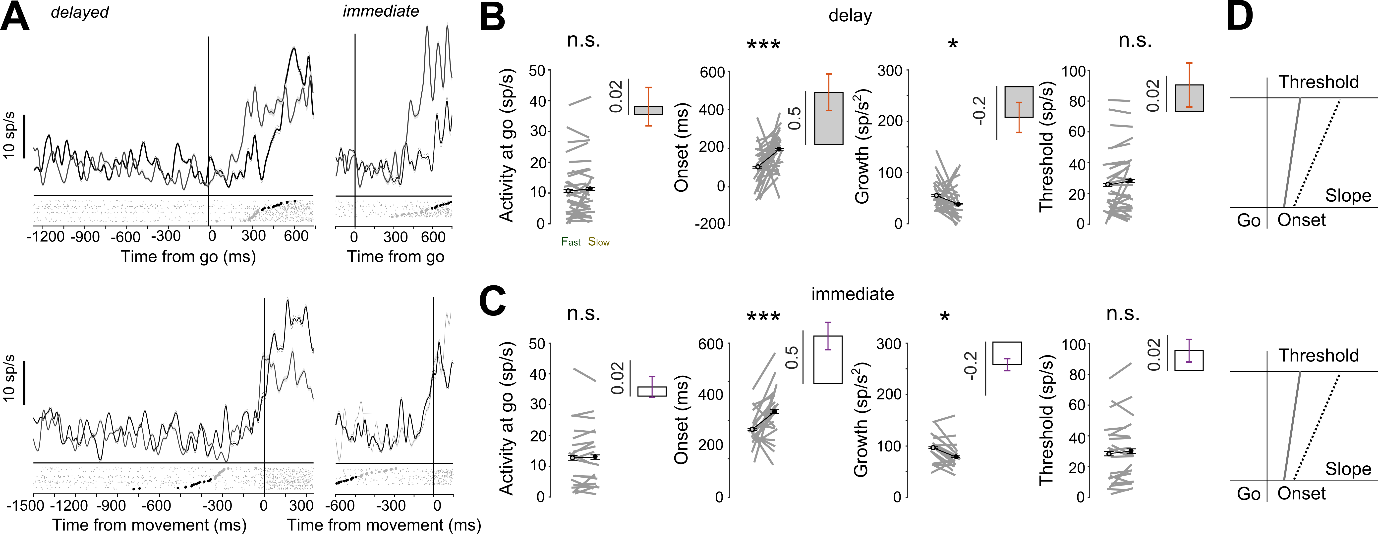 A
delayed
immediate
10 sp/s
-1200 -900 -600 -300 0 300 600
0 300 600
Time from go (ms)
Time from go
10 sp/s
-1500 -1200 -900 -600 -300 0 300
-600 -300 0
Time from movement (ms)
Time from movement (ms)
B
delay
n.s.
***
*
n.s.
Activity at go (sp/s)
50
40
30
20
10
0
Fast Slow
0.02
Onset (ms)
600
400
200
0
-200
0.5
Growth (sp/s²)
300
200
100
0
-0.2
Threshold (sp/s)
100
80
60
40
20
0
0.02
C
immediate
n.s.
***
*
n.s.
Activity at go (sp/s)
50
40
30
20
10
0
0.02
Onset (ms)
600
400
200
0
0.5
Growth (sp/s²)
300
200
100
0
-0.2
Threshold (sp/s)
100
80
60
40
20
0
0.02
D
Threshold
Slope
Go Onset
Threshold
Slope
Go Onset